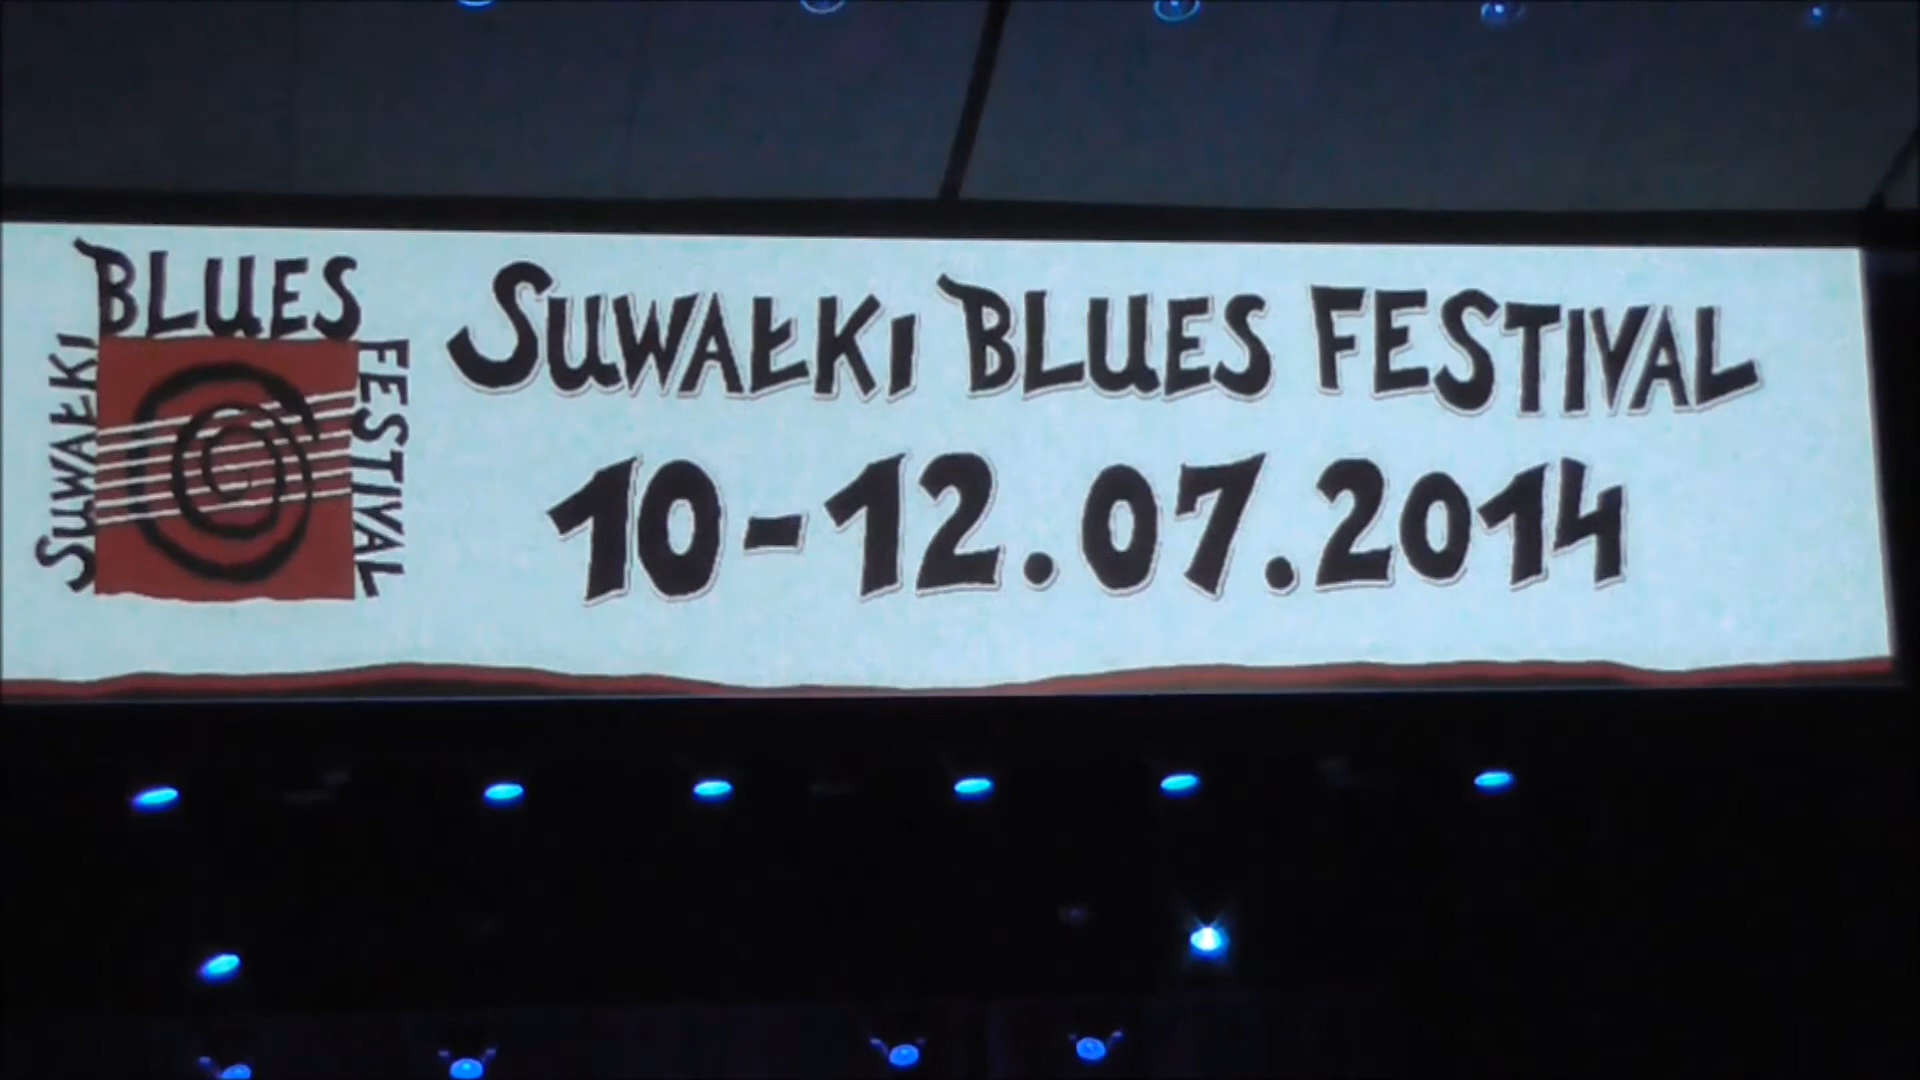 BLUES
SUWAŁKI
FESTIVAL
SUWAŁKI BLUES FESTIVAL
10-12.07.2014